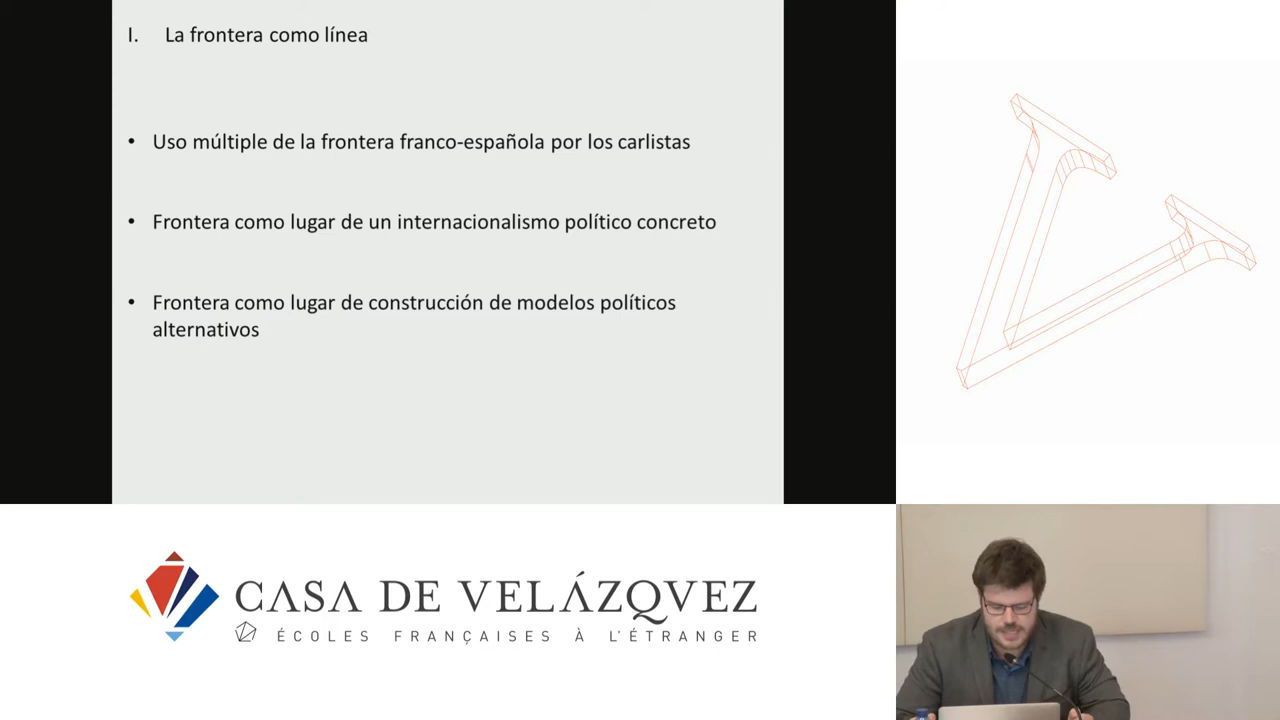 I. La frontera como línea
• Uso múltiple de la frontera franco-española por los carlistas
• Frontera como lugar de un internacionalismo político concreto
• Frontera como lugar de construcción de modelos políticos
alternativos
CASA DE VELÁZQVEZ
ÉCOLES FRANÇAISES À L'ÉTRANGER